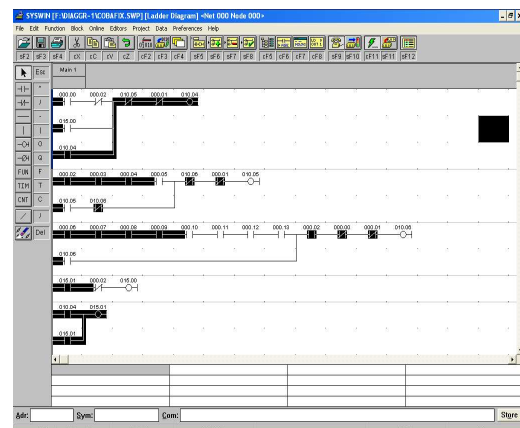 SYSWIN [F:\DIAGGR~1\COBAFIX.SWP] [Ladder Diagram] <Net 000 Node 000>
File Edit Function Block Online Editors Project Data Preferences Help
sF2 sF3 sF4 cX cC cV cZ cF2 cF3 cF4 sF5 sF6 sF7 sF8 cF5 cF6 cF7 cF8 sF9 sF10 cF11 sF11 sF12
Esc
Main 1
000.00 000.02 010.05 000.01 010.04
015.00
010.04
000.02 000.03 000.04 000.05 010.06 000.01 010.05
010.05 010.06
000.06 000.07 000.08 000.09 000.10 000.11 000.12 000.13 000.02 000.00 000.01 010.06
010.06
015.01 000.02 015.00
010.04 015.01
015.01
O
Q
FUN F
TIM T
CNT C
Del
Adr: Sym: Com: Store